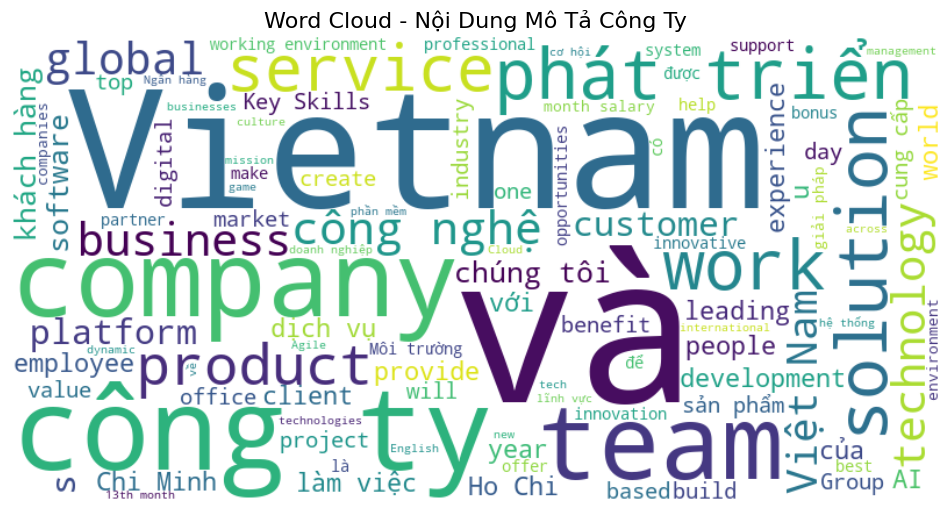 Word Cloud - Nội Dung Mô Tả Công Ty
global
working environment
professional
cơ hội
system
support
management
top
Ngân hàng
service
phát triển
được
khách hàng
companies
software
businesses
culture
digital
Key Skills
Vietnam
month salary
help
industry
experience
bonus
world
cung cấp
mission
make
game
create
one
opportunities
có
day
u
giải pháp
solution
partner
market
phần mềm
công nghệ
customer
innovative
across
technology
business
doanh nghiệp
Cloud
company
chúng tôi
work
và
với
benefit
leading
international
people
Việt Nam
hệ thống
environment
platform
dịch vụ
Agile
Môi trường
employee
dynamic
về
product
provide
để
development
value
office
client
will
tech
lĩnh vực
innovation
sản phẩm
công ty
technologies
project
English
new
year
team
của
là
offer
best
s
Chi Minh
13th month
làm việc
Ho Chi
based
build
Group
AI